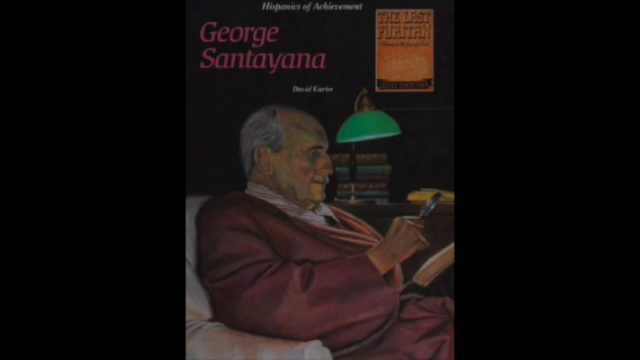 Hispanics of Achievement
George
Santayana
THE LAST
PURITAN
David Carter